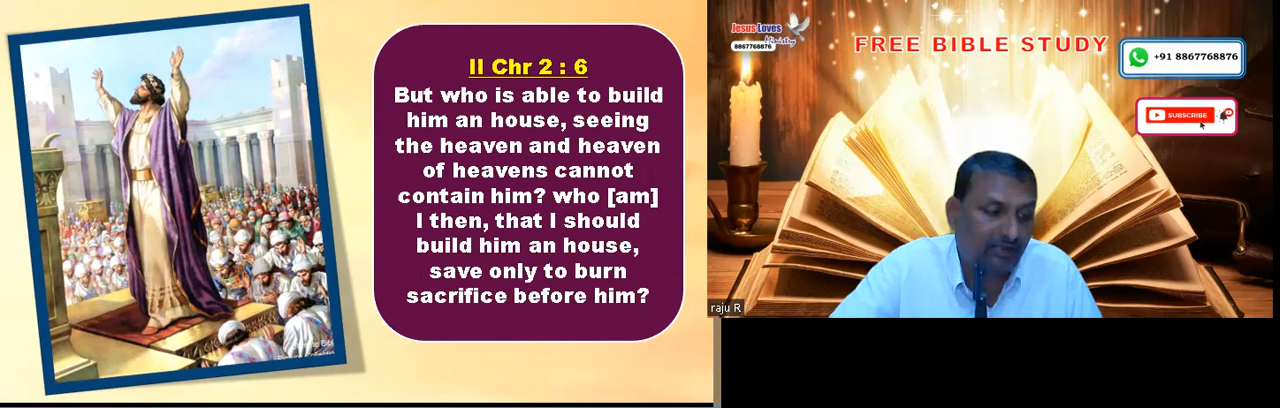 II Chr 2 : 6
But who is able to build
him an house, seeing
the heaven and heaven
of heavens cannot
contain him? who [am]
I then, that I should
build him an house,
save only to burn
sacrifice before him?
Jesus Loves
Ministry
8867768876
FREE BIBLE STUDY
+91 8867768876
SUBSCRIBE
raju R